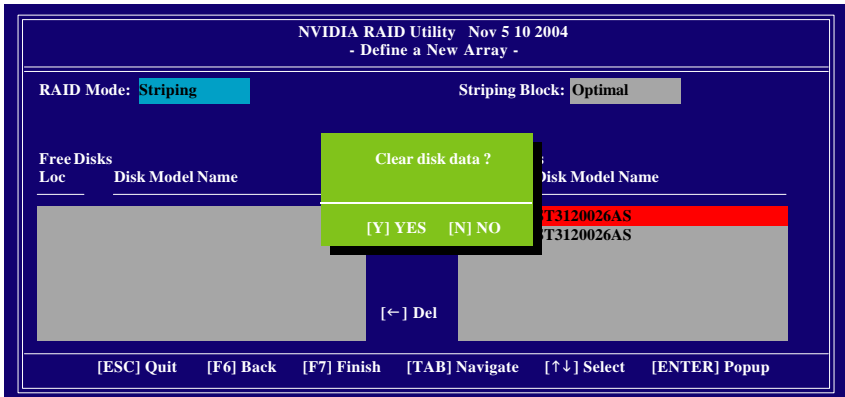 NVIDIA RAID Utility Nov 5 10 2004
- Define a New Array -
RAID Mode: Striping Striping Block: Optimal
Free Disks
Loc Disk Model Name Disk Model Name
Clear disk data ?
[Y] YES [N] NO
ST3120026AS
ST3120026AS
[←] Del
[ESC] Quit [F6] Back [F7] Finish [TAB] Navigate [↑↓] Select [ENTER] Popup